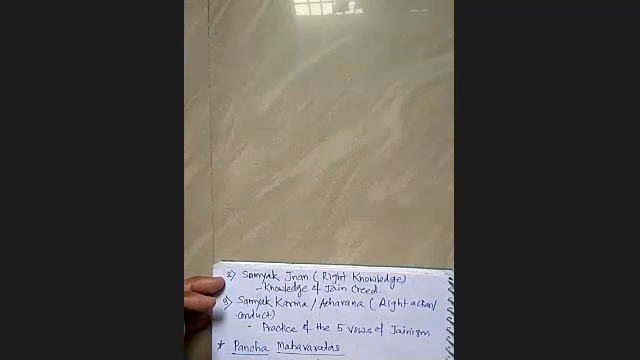 2) Samyak Jnan (Right Knowledge)
- Knowledge of Jain Creed.
3) Samyak Karma / Acharana (Right action/
conduct)
- Practice of the 5 vows of Jainism
* Pancha Mahavaratas